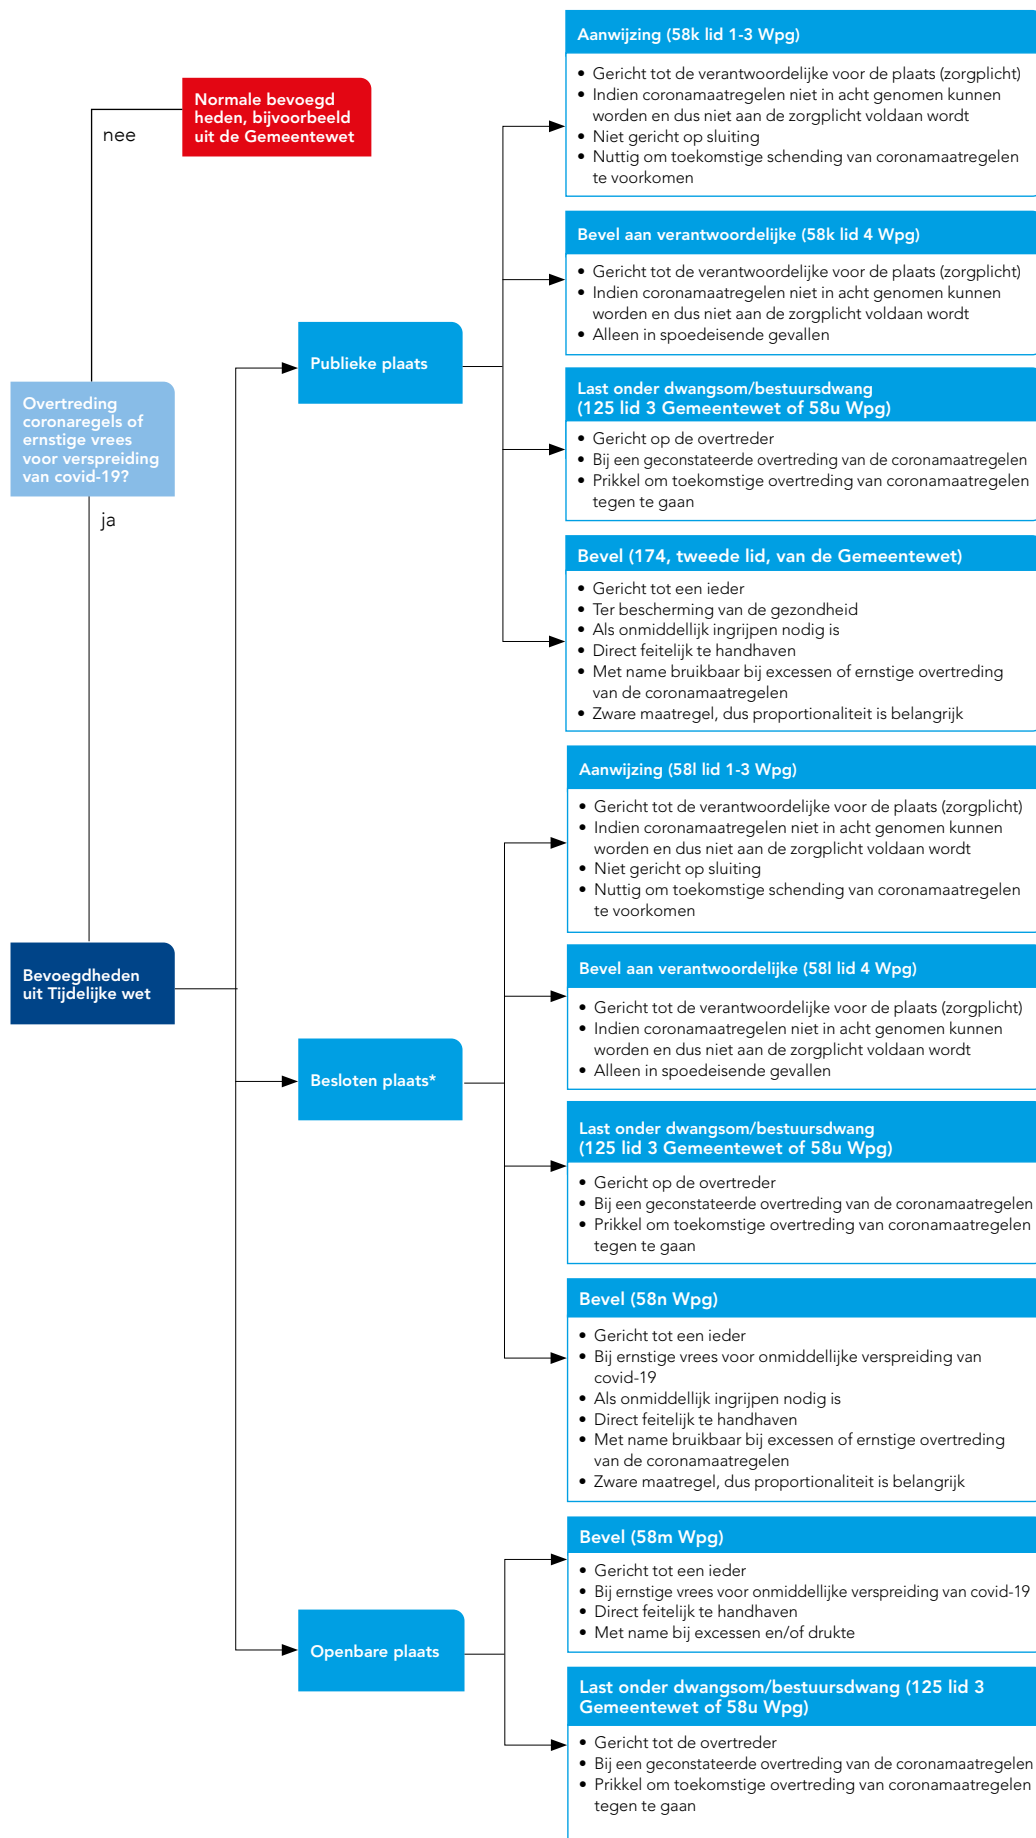 Normale bevoegd
heden, bijvoorbeeld
uit de Gemeentewet
nee
Overtreding
coronaregels of
ernstige vrees
voor verspreiding
van covid-19?
ja
Bevoegdheden
uit Tijdelijke wet
Publieke plaats
Aanwijzing (58k lid 1-3 Wpg)
• Gericht tot de verantwoordelijke voor de plaats (zorgplicht)
• Indien coronamaatregelen niet in acht genomen kunnen
worden en dus niet aan de zorgplicht voldaan wordt
• Niet gericht op sluiting
• Nuttig om toekomstige schending van coronamaatregelen
te voorkomen
Bevel aan verantwoordelijke (58k lid 4 Wpg)
• Gericht tot de verantwoordelijke voor de plaats (zorgplicht)
• Indien coronamaatregelen niet in acht genomen kunnen
worden en dus niet aan de zorgplicht voldaan wordt
• Alleen in spoedeisende gevallen
Last onder dwangsom/bestuursdwang
(125 lid 3 Gemeentewet of 58u Wpg)
• Gericht op de overtreder
• Bij een geconstateerde overtreding van de coronamaatregelen
• Prikkel om toekomstige overtreding van coronamaatregelen
tegen te gaan
Bevel (174, tweede lid, van de Gemeentewet)
• Gericht tot een ieder
• Ter bescherming van de gezondheid
• Als onmiddellijk ingrijpen nodig is
• Direct feitelijk te handhaven
• Met name bruikbaar bij excessen of ernstige overtreding
van de coronamaatregelen
• Zware maatregel, dus proportionaliteit is belangrijk
Besloten plaats*
Aanwijzing (58l lid 1-3 Wpg)
• Gericht tot de verantwoordelijke voor de plaats (zorgplicht)
• Indien coronamaatregelen niet in acht genomen kunnen
worden en dus niet aan de zorgplicht voldaan wordt
• Niet gericht op sluiting
• Nuttig om toekomstige schending van coronamaatregelen
te voorkomen
Bevel aan verantwoordelijke (58l lid 4 Wpg)
• Gericht tot de verantwoordelijke voor de plaats (zorgplicht)
• Indien coronamaatregelen niet in acht genomen kunnen
worden en dus niet aan de zorgplicht voldaan wordt
• Alleen in spoedeisende gevallen
Last onder dwangsom/bestuursdwang
(125 lid 3 Gemeentewet of 58u Wpg)
• Gericht op de overtreder
• Bij een geconstateerde overtreding van de coronamaatregelen
• Prikkel om toekomstige overtreding van coronamaatregelen
tegen te gaan
Bevel (58n Wpg)
• Gericht tot een ieder
• Bij ernstige vrees voor onmiddellijke verspreiding van
covid-19
• Als onmiddellijk ingrijpen nodig is
• Direct feitelijk te handhaven
• Met name bruikbaar bij excessen of ernstige overtreding
van de coronamaatregelen
• Zware maatregel, dus proportionaliteit is belangrijk
Openbare plaats
Bevel (58m Wpg)
• Gericht tot een ieder
• Bij ernstige vrees voor onmiddellijke verspreiding van covid-19
• Direct feitelijk te handhaven
• Met name bij excessen en/of drukte
Last onder dwangsom/bestuursdwang (125 lid 3
Gemeentewet of 58u Wpg)
• Gericht tot de overtreder
• Bij een geconstateerde overtreding van de coronamaatregelen
• Prikkel om toekomstige overtreding van coronamaatregelen
tegen te gaan